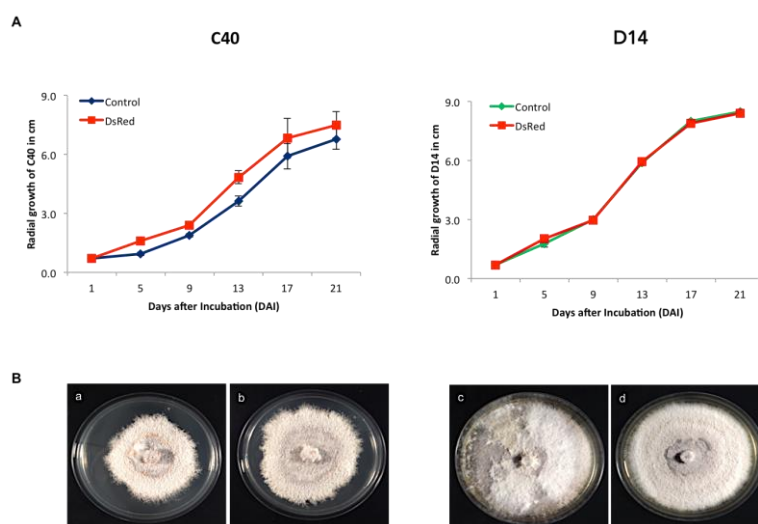 A
C40
D14
Control
DsRed
Radial growth of C40 in cm
9.0
6.0
3.0
0.0
1 5 9 13 17 21
Days after Incubation (DAI)
Control
DsRed
Radial growth of D14 in cm
9.0
6.0
3.0
0.0
1 5 9 13 17 21
Days after Incubation (DAI)
B
a
b
c
d